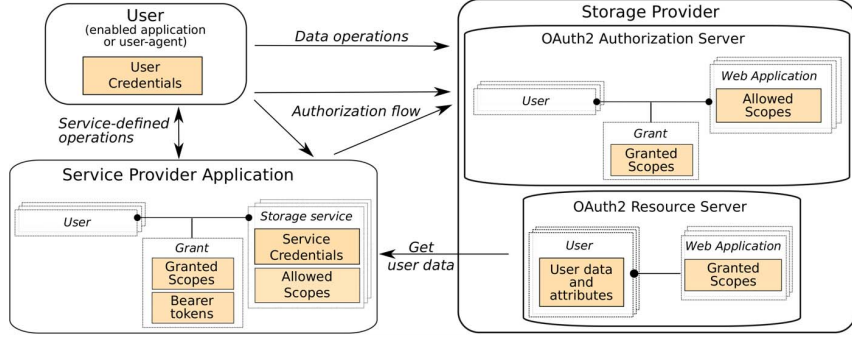 User
(enabled application
or user-agent)
User
Credentials
Data operations
Authorization flow
Service-defined
operations
Service Provider Application
User
Grant
Granted
Scopes
Bearer
tokens
Storage service
Service
Credentials
Allowed
Scopes
Get
user data
Storage Provider
OAuth2 Authorization Server
User
Grant
Granted
Scopes
Web Application
Allowed
Scopes
OAuth2 Resource Server
User
User data
and
attributes
Web Application
Granted
Scopes